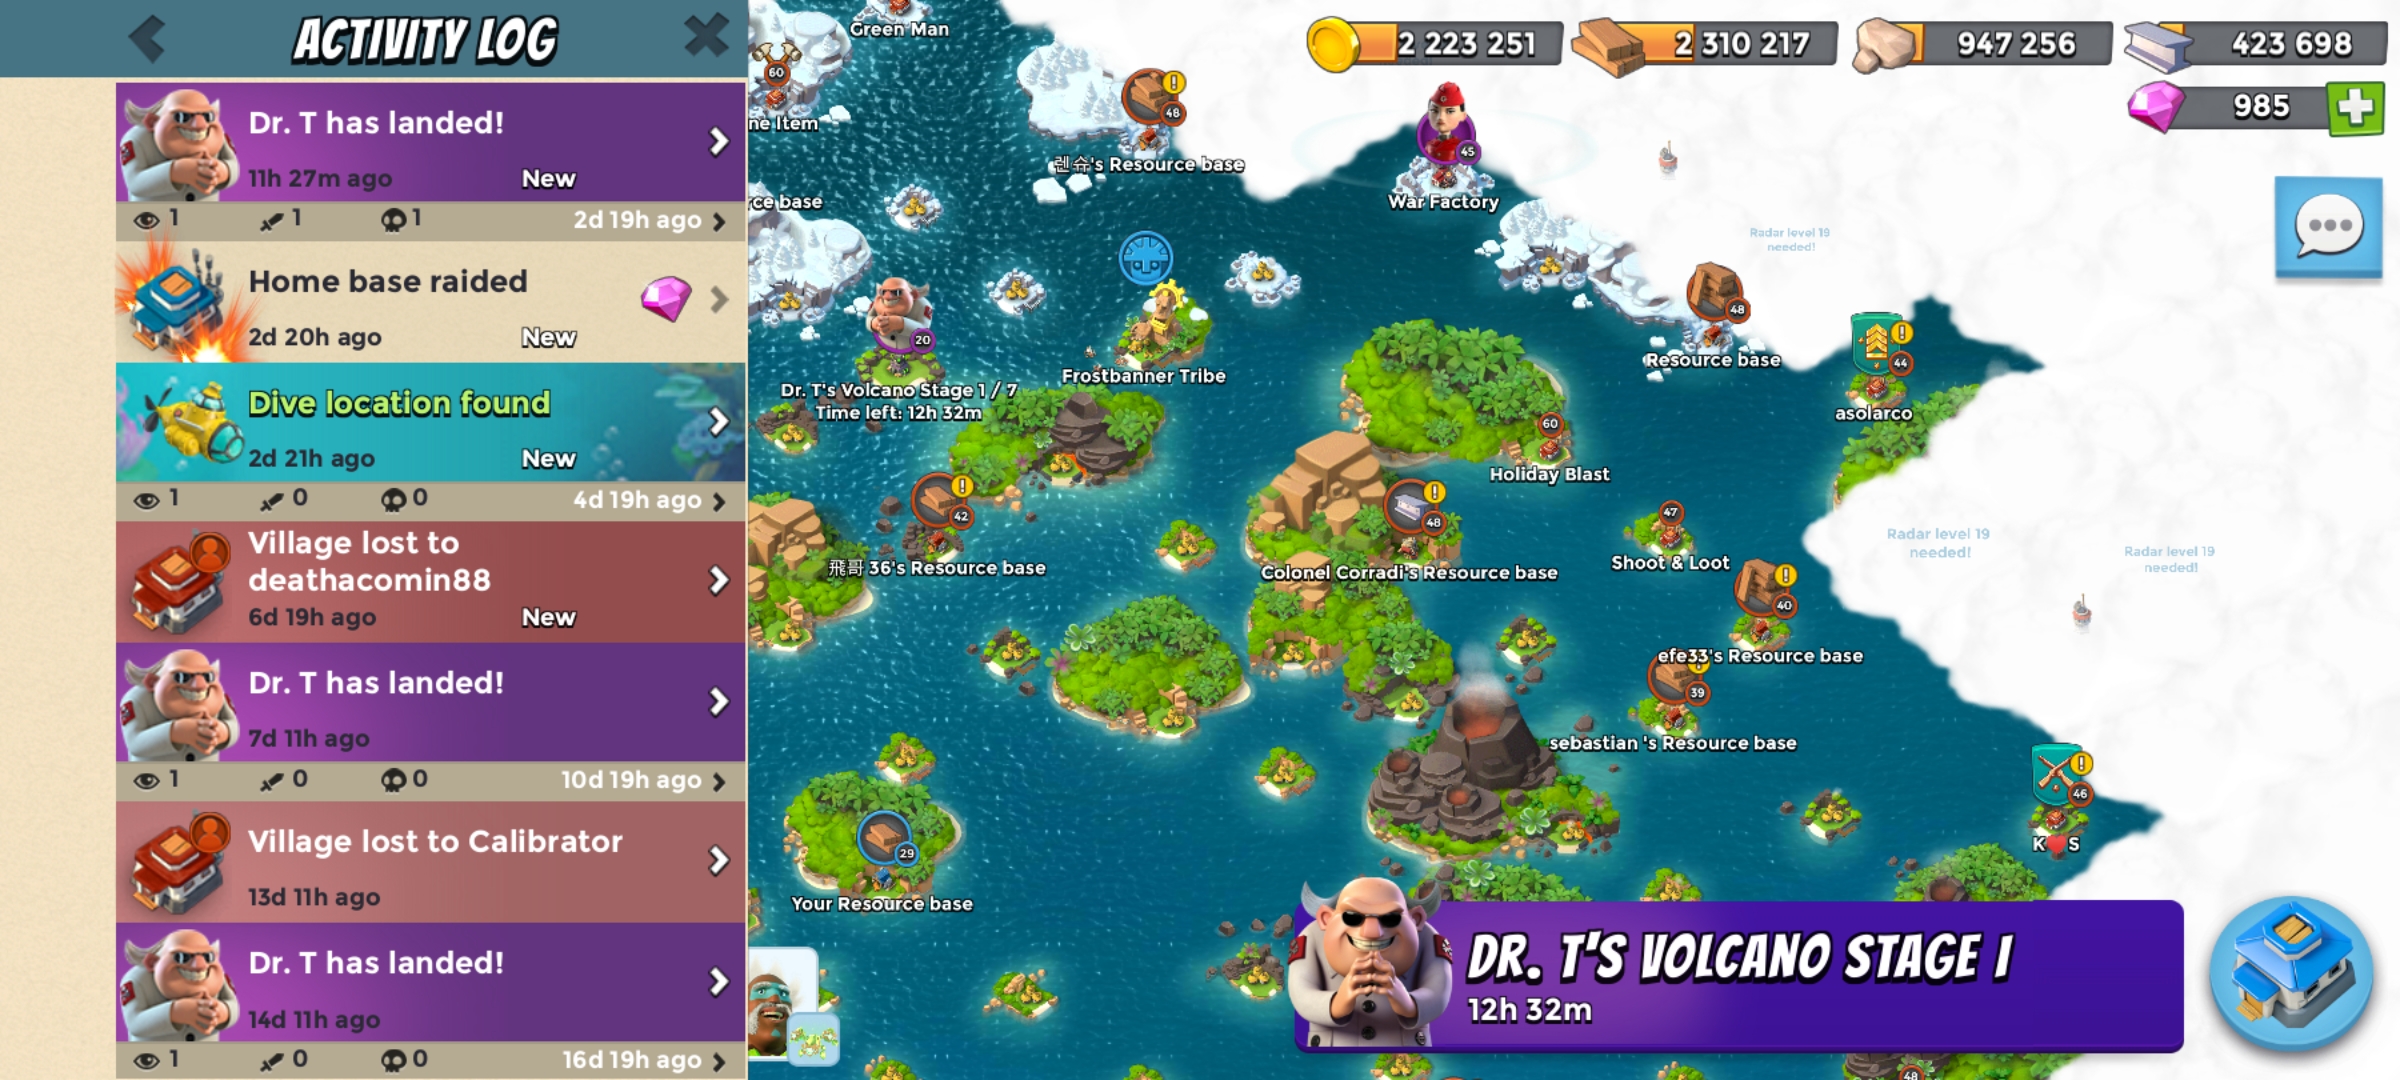 ACTIVITY LOG
Dr. T has landed!
11h 27m ago
New
1
1
1
2d 19h ago
Home base raided
2d 20h ago
New
Dive location found
2d 21h ago
New
1
0
0
4d 19h ago
Village lost to
deathacomin88
6d 19h ago
New
Dr. T has landed!
7d 11h ago
1
0
0
10d 19h ago
Village lost to Calibrator
13d 11h ago
Dr. T has landed!
14d 11h ago
1
0
0
16d 19h ago
2 223 251
2 310 217
947 256
423 698
985
Green Man
60
ne Item
48
렌슈's Resource base
rce base
45
War Factory
Radar level 19
needed!
20
Dr. T's Volcano Stage 1 / 7
Time left: 12h 32m
Frostbanner Tribe
48
Resource base
44
asolarco
60
Holiday Blast
42
飛哥 36's Resource base
48
Colonel Corradi's Resource base
47
Shoot & Loot
Radar level 19
needed!
Radar level 19
needed!
40
efe33's Resource base
39
sebastian 's Resource base
46
K❤️S
29
Your Resource base
DR. T'S VOLCANO STAGE 1
12h 32m
48